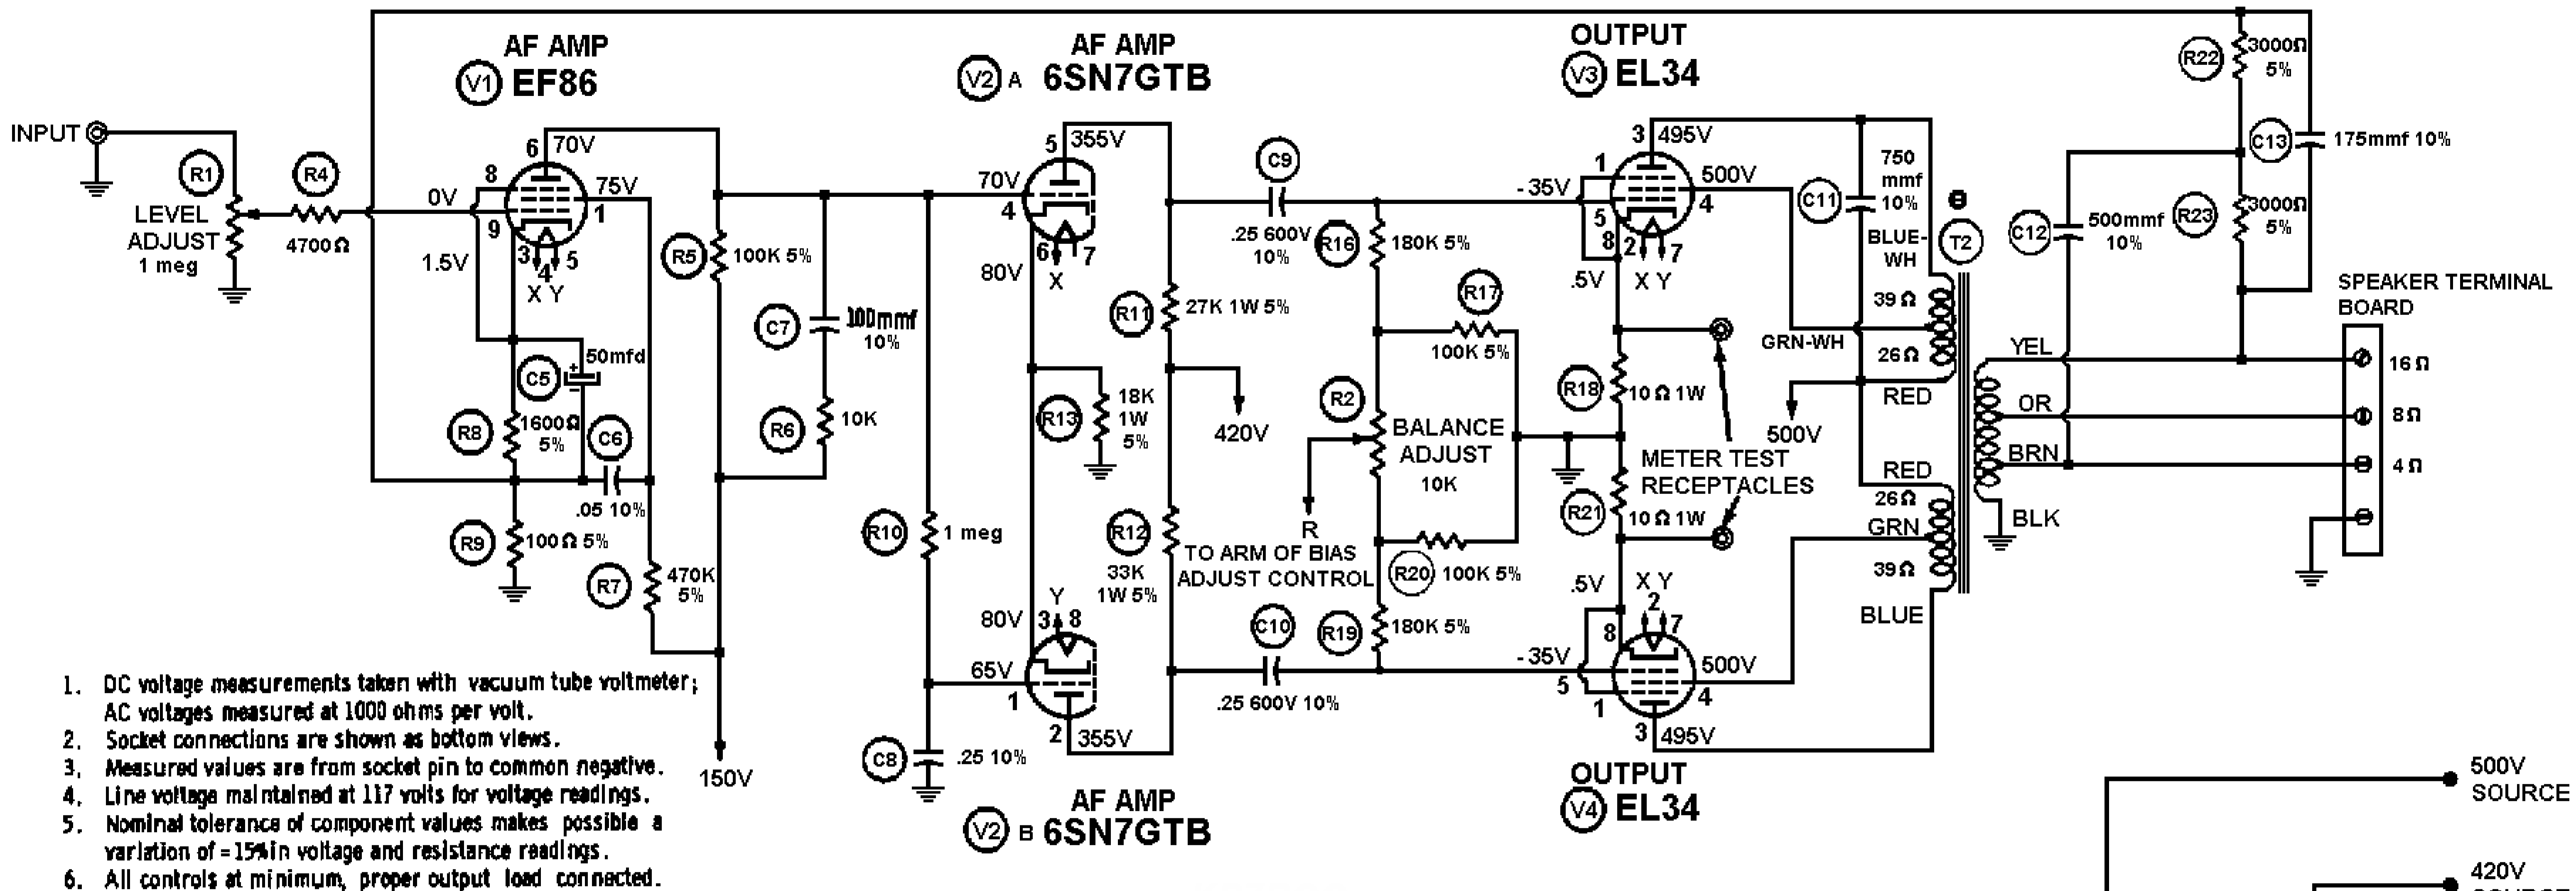 AF AMP
V1 EF86
AF AMP
V2 A 6SN7GTB
OUTPUT
V3 EL34
INPUT
R1
LEVEL
ADJUST
1 meg
R4
4700Ω
0V
1.5V
6 70V
8
9
75V
1
3 4 5
X Y
C5
50mfd
R8
1600Ω
5%
C6
.05 10%
R9
100Ω 5%
R7
470K
5%
R5
100K 5%
C7
100mmf
10%
R6
10K
150V
R10
1 meg
C8
.25 10%
5 355V
70V
4
80V
6 7
X
R13
18K
1W
5%
R11
27K 1W 5%
420V
R12
33K
1W 5%
Y
80V 3 8
65V
1
2 355V
AF AMP
V2 B 6SN7GTB
C9
.25 600V
10%
R16
180K 5%
R17
100K 5%
R2
BALANCE
ADJUST
10K
R
TO ARM OF BIAS
ADJUST CONTROL
R20 100K 5%
R19
180K 5%
C10
.25 600V 10%
3 495V
1
-35V
5
8
2 7
X Y
.5V
500V
4
R18
10Ω 1W
METER TEST
RECEPTACLES
R21
10Ω 1W
.5V
X Y
2 7
8
-35V
5
1
500V
4
3 495V
OUTPUT
V4 EL34
C11
750
mmf
10%
BLUE-
WH
T2
39Ω
GRN-WH
26Ω
RED
500V
RED
26Ω
GRN
39Ω
BLUE
R22
3000Ω
5%
C13
175mmf 10%
C12
500mmf
10%
R23
3000Ω
5%
SPEAKER TERMINAL
BOARD
YEL
16Ω
OR
8Ω
BRN
4Ω
BLK
1. DC voltage measurements taken with vacuum tube voltmeter;
AC voltages measured at 1000 ohms per volt.
2. Socket connections are shown as bottom views.
3. Measured values are from socket pin to common negative.
4. Line voltage maintained at 117 volts for voltage readings.
5. Nominal tolerance of component values makes possible a
variation of =15% in voltage and resistance readings.
6. All controls at minimum, proper output load connected.
500V
SOURCE
420V